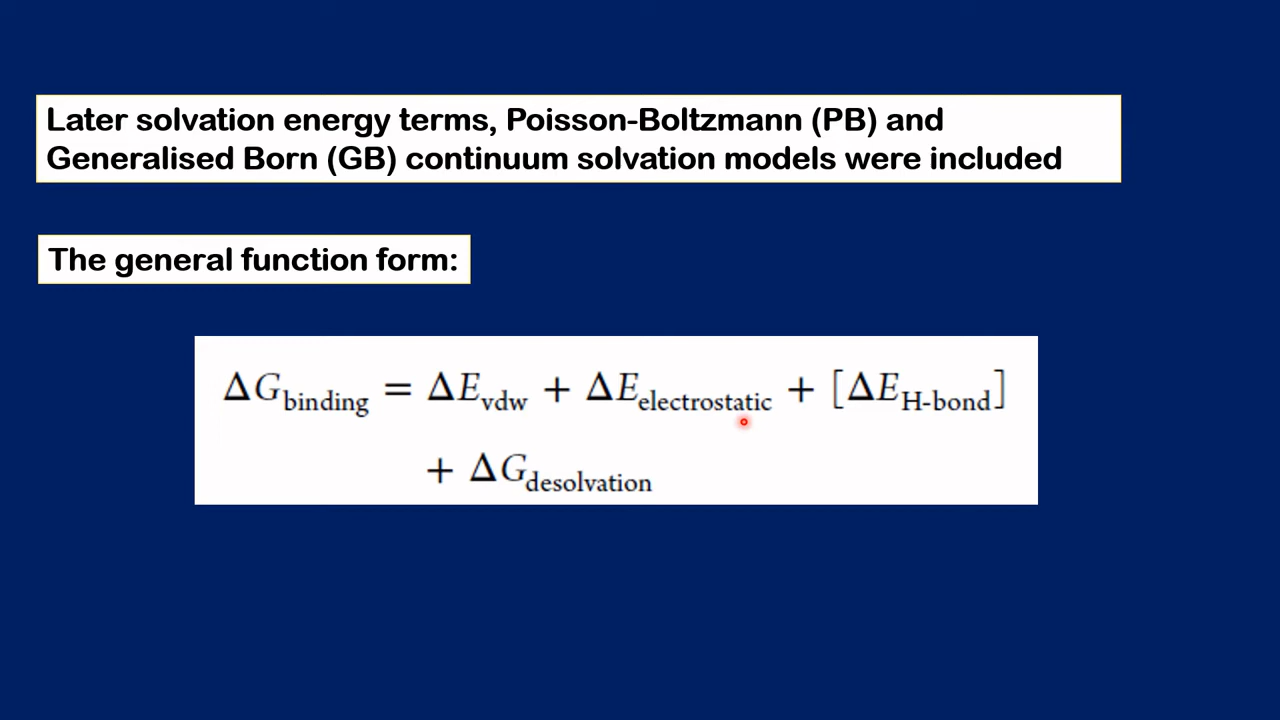 Later solvation energy terms, Poisson-Boltzmann (PB) and
Generalised Born (GB) continuum solvation models were included
The general function form:
ΔG_binding = ΔE_vdw + ΔE_electrostatic + [ΔE_H-bond]
+ ΔG_desolvation